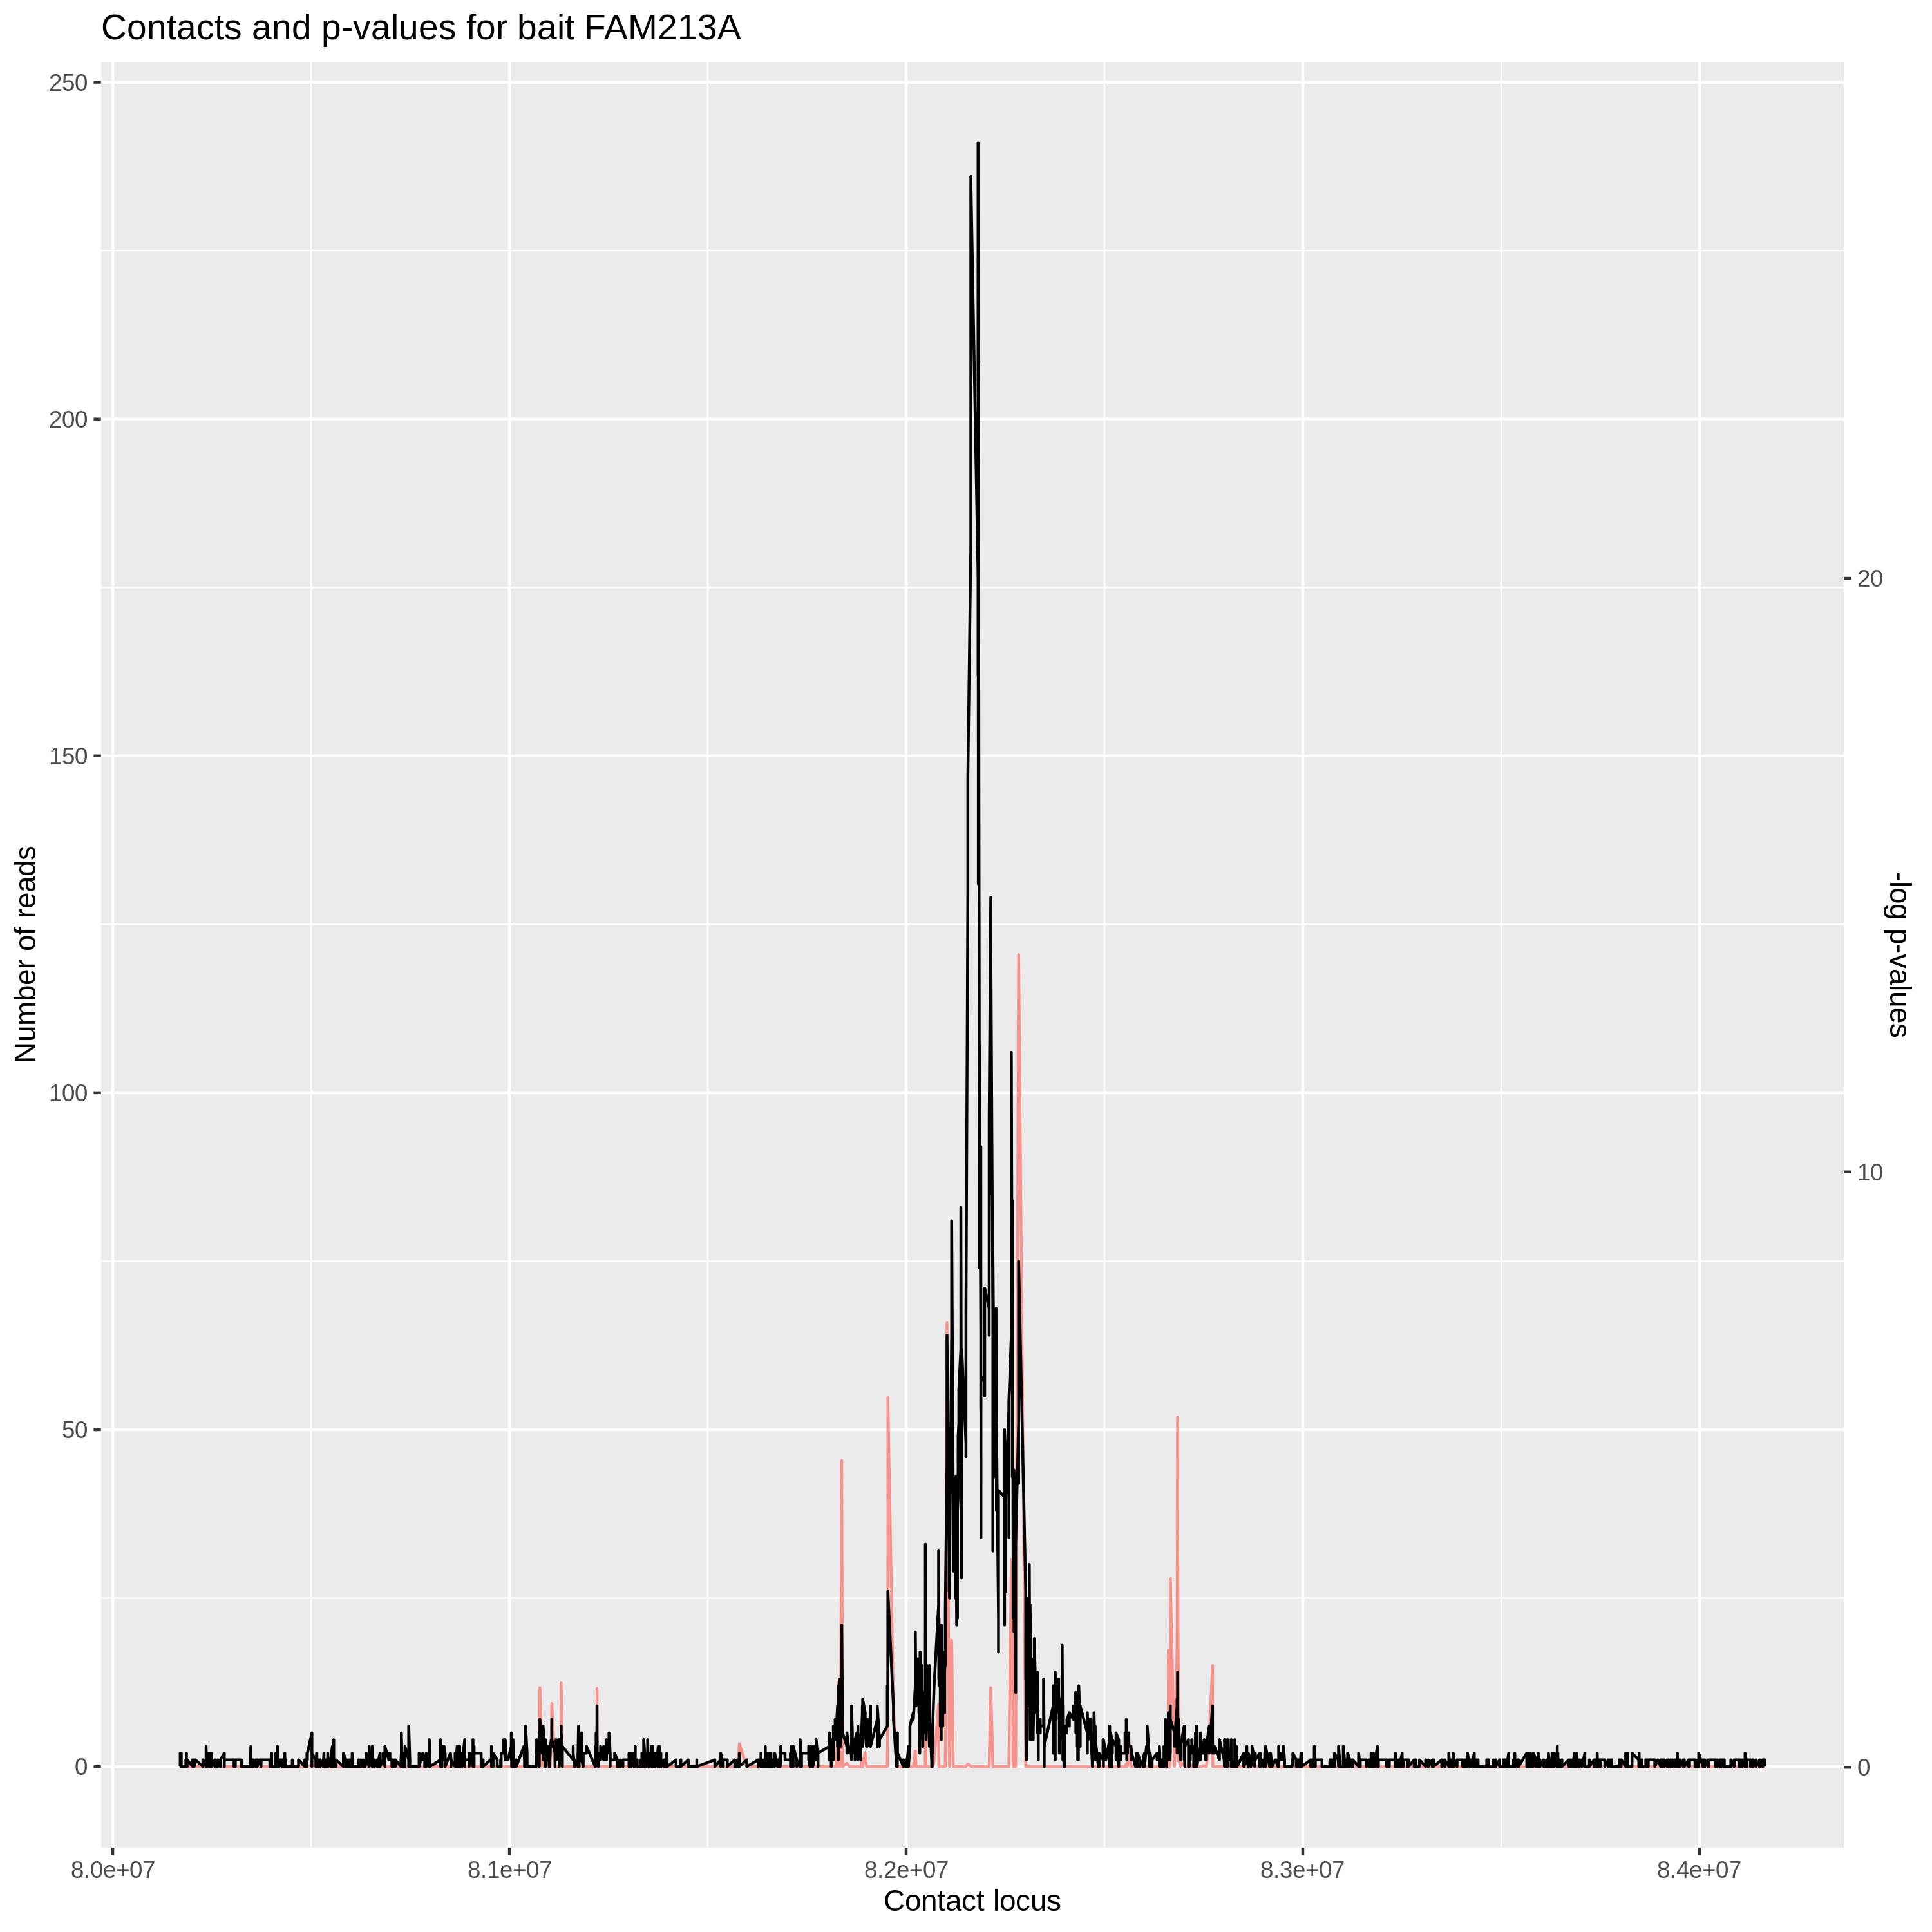 Contacts and p-values for bait FAM213A
250
200
150
100
50
0
Number of reads
20
10
0
-log p-values
8.0e+07
8.1e+07
8.2e+07
8.3e+07
8.4e+07
Contact locus